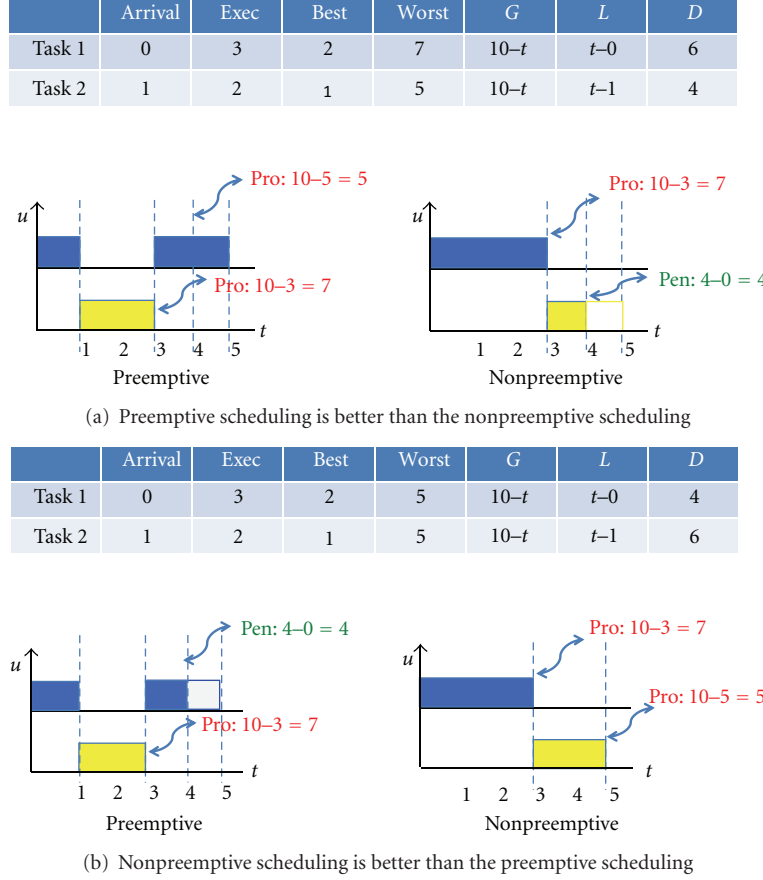 Arrival Exec Best Worst G L D
Task 1 0 3 2 7 10–t t–0 6
Task 2 1 2 1 5 10–t t–1 4
Pro: 10–5 = 5
u
Pro: 10–3 = 7
t
1 2 3 4 5
Preemptive
Pro: 10–3 = 7
u
Pen: 4–0 = 4
t
1 2 3 4 5
Nonpreemptive
(a) Preemptive scheduling is better than the nonpreemptive scheduling
Arrival Exec Best Worst G L D
Task 1 0 3 2 5 10–t t–0 4
Task 2 1 2 1 5 10–t t–1 6
Pen: 4–0 = 4
u
Pro: 10–3 = 7
t
1 2 3 4 5
Preemptive
Pro: 10–3 = 7
u
Pro: 10–5 = 5
t
1 2 3 4 5
Nonpreemptive
(b) Nonpreemptive scheduling is better than the preemptive scheduling